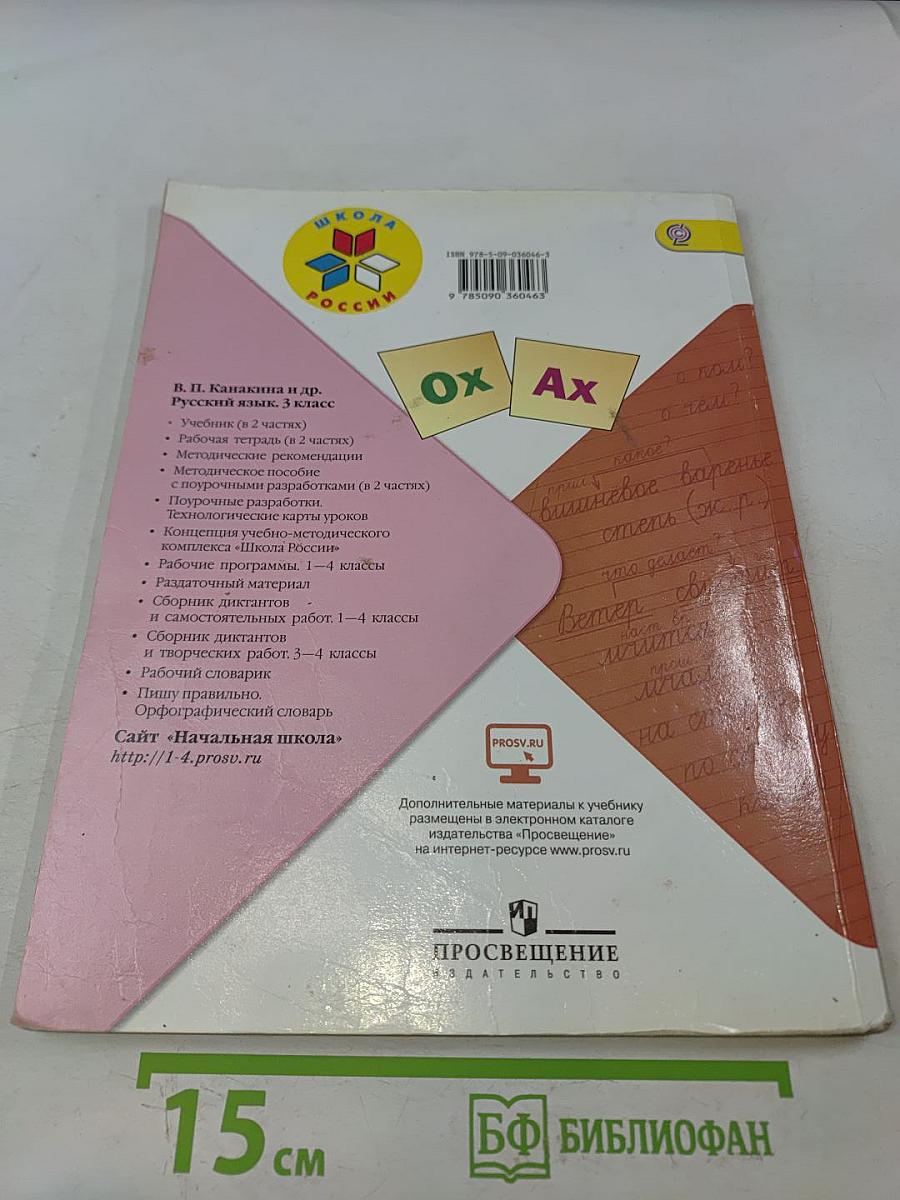 ШКОЛА
РОССИИ
ISBN 978-5-09-036046-3
9 785090 360463
Ох
Ах
В. П. Канакина и др.
Русский язык. 3 класс
• Учебник (в 2 частях)
• Рабочая тетрадь (в 2 частях)
• Методические рекомендации
• Методическое пособие
с поурочными разработками (в 2 частях)
• Поурочные разработки.
Технологические карты уроков
• Концепция учебно-методического
комплекса «Школа России»
• Рабочие программы. 1—4 классы
• Раздаточный материал
• Сборник диктантов
и самостоятельных работ. 1—4 классы
• Сборник диктантов
и творческих работ. 3—4 классы
• Рабочий словарик
• Пишу правильно.
Орфографический словарь
Сайт «Начальная школа»
http://1-4.prosv.ru
о ком?
о чём?
какое?
вишнёвое варенье
степь (ж. р.)
что делает?
Ветер
мчится
на
по
PROSV.RU
Дополнительные материалы к учебнику
размещены в электронном каталоге
издательства «Просвещение»
на интернет-ресурсе www.prosv.ru
ИП
ПРОСВЕЩЕНИЕ
ИЗДАТЕЛЬСТВО
15 см
БФ БИБЛИОФАН